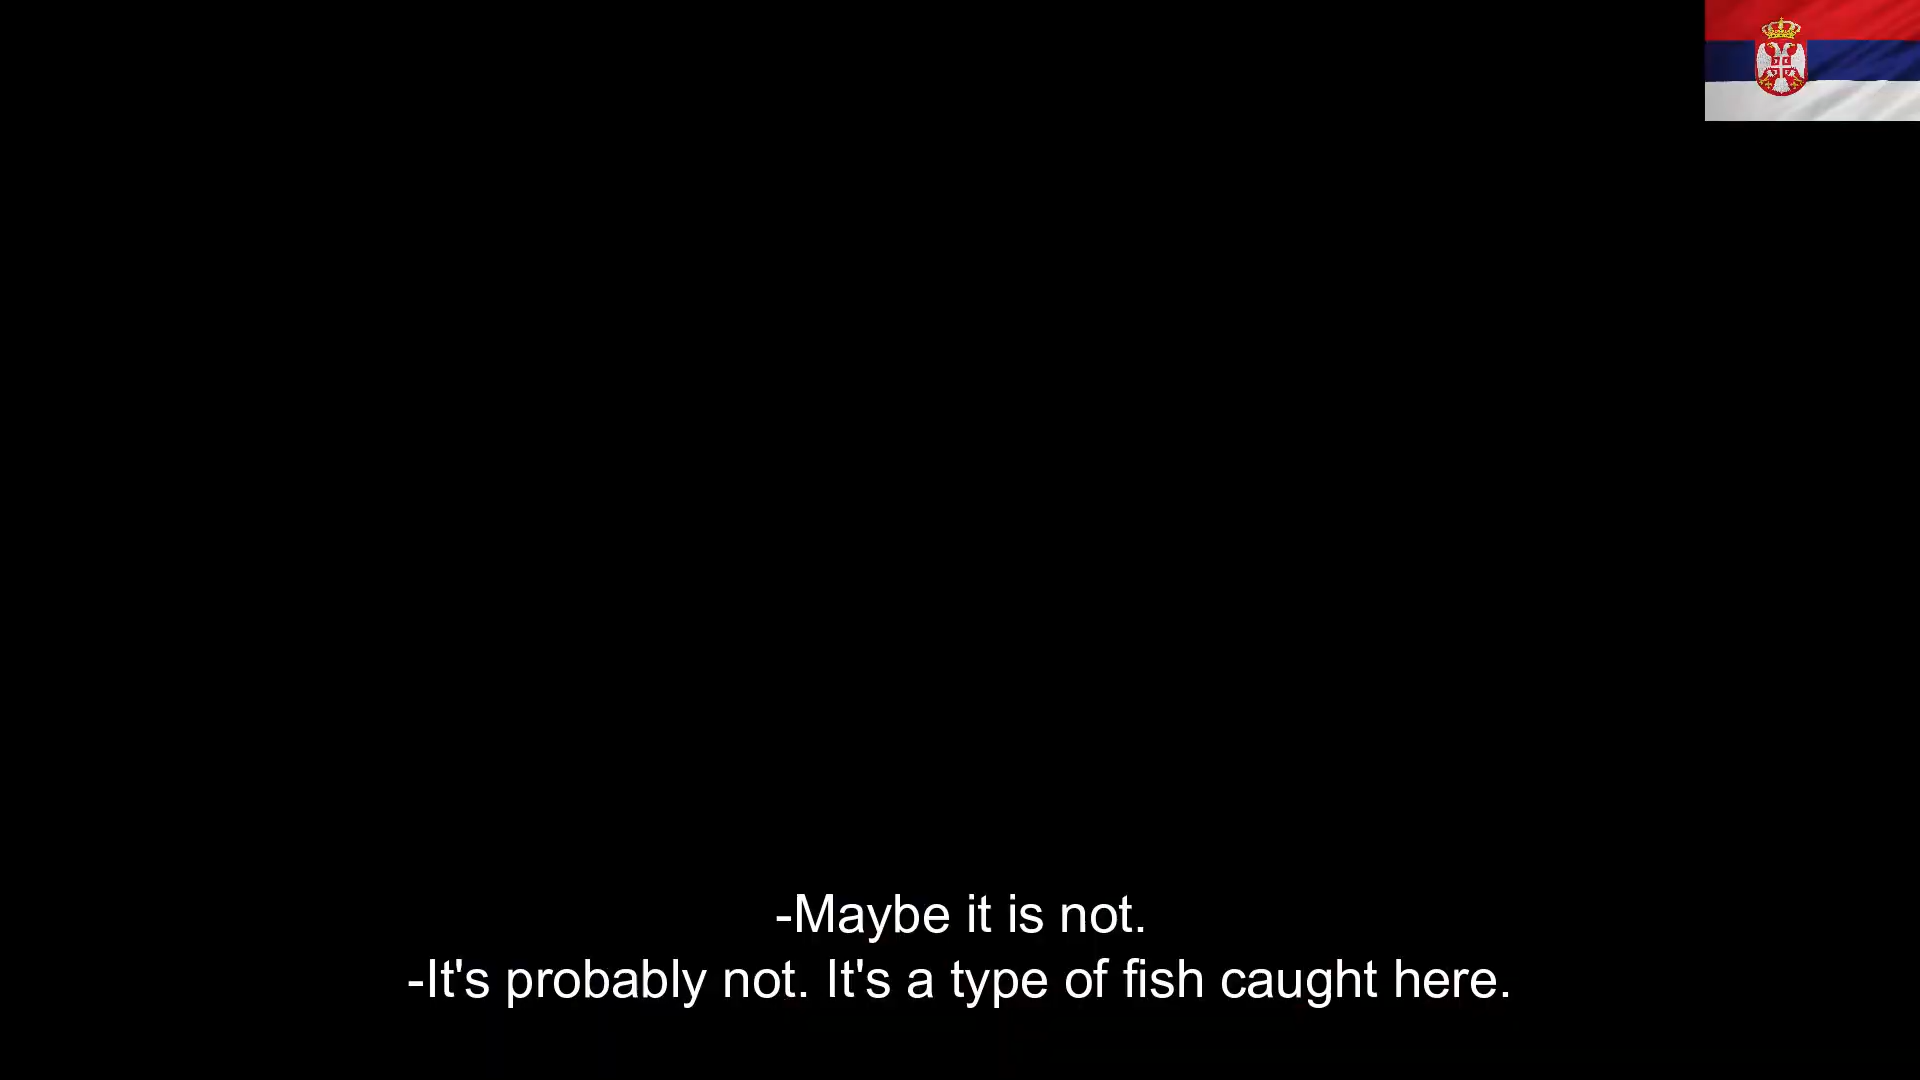 -Maybe it is not.
-It's probably not. It's a type of fish caught here.